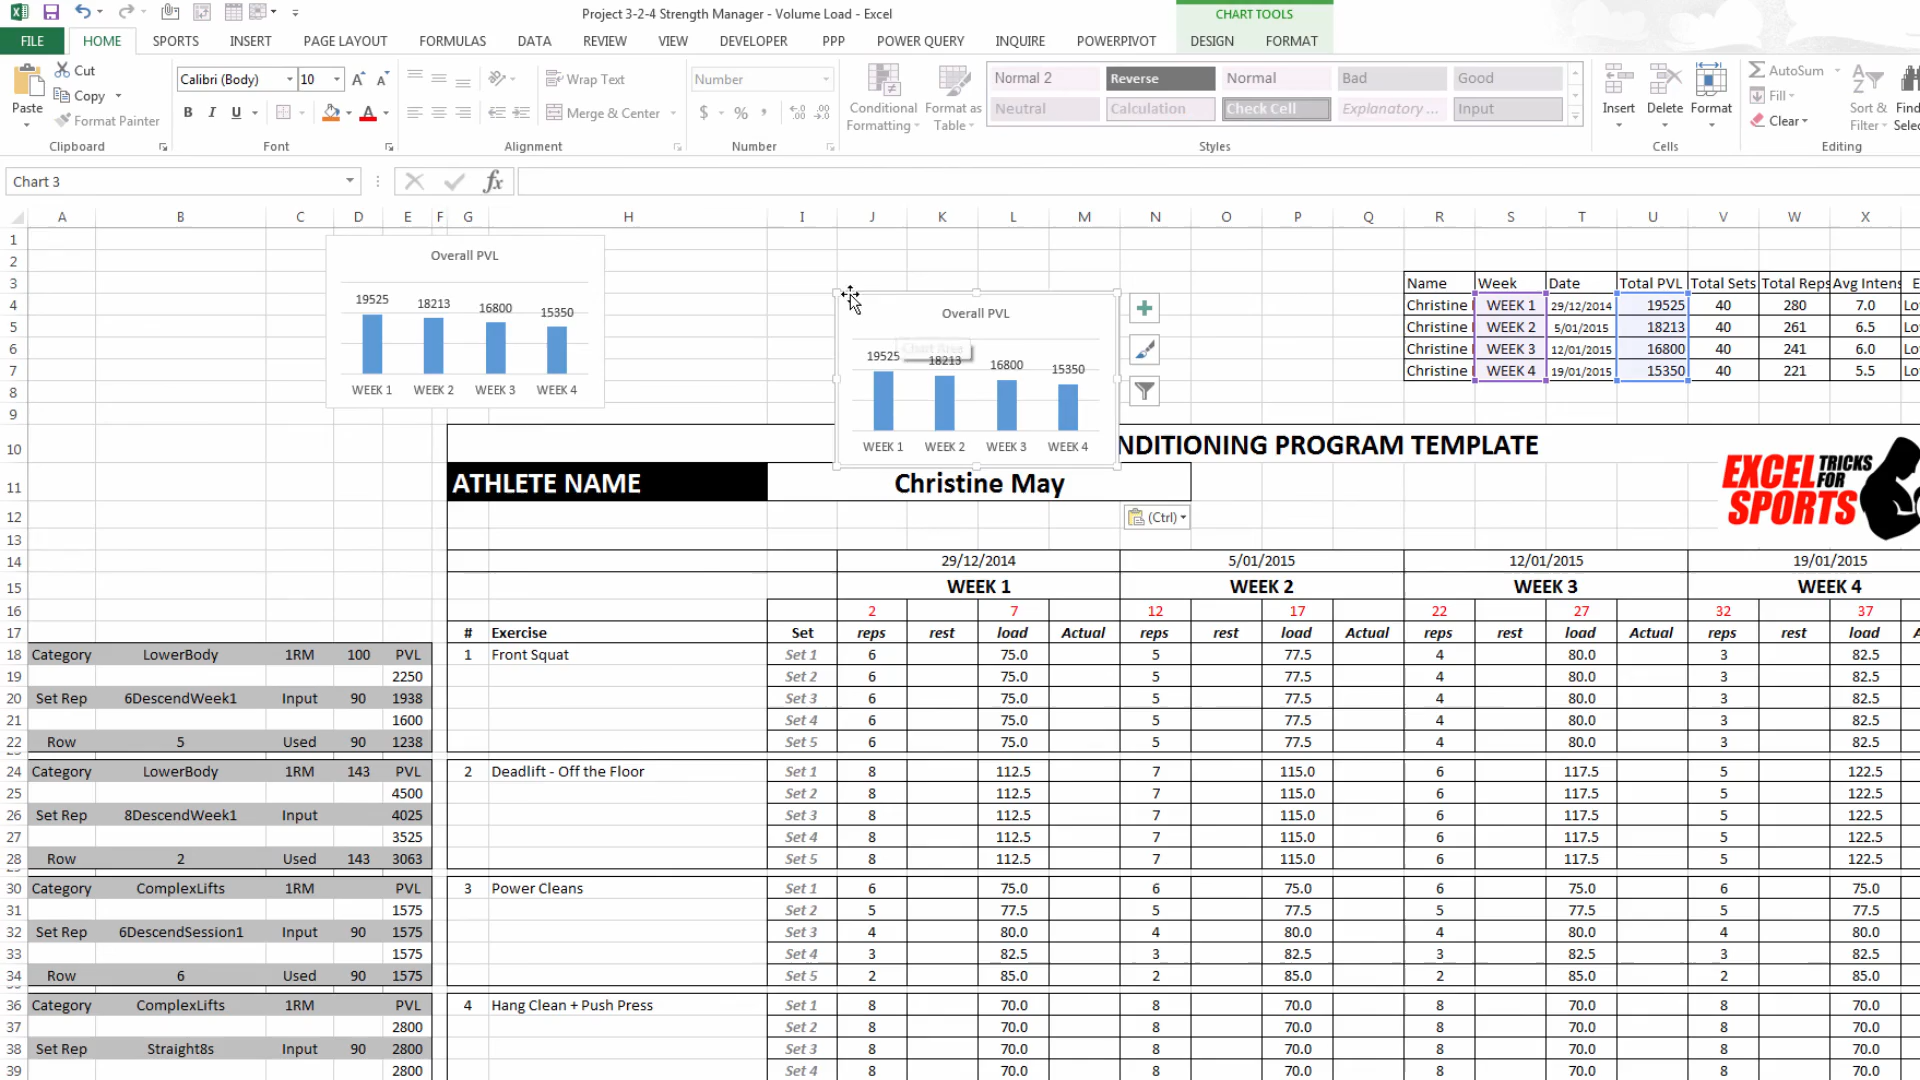 Project 3-2-4 Strength Manager - Volume Load - Excel
CHART TOOLS
FILE HOME SPORTS INSERT PAGE LAYOUT FORMULAS DATA REVIEW VIEW DEVELOPER PPP POWER QUERY INQUIRE POWERPIVOT DESIGN FORMAT
Paste Cut Copy Format Painter
Calibri (Body) 10
B I U A A A
Wrap Text
Merge & Center
Number
$ % ,
Conditional Formatting
Format as Table
Normal 2 Reverse Normal Bad Good
Neutral Calculation Check Cell Explanatory ... Input
Insert Delete Format
AutoSum
Fill
Clear
Sort & Filter
Clipboard Font Alignment Number Styles Cells Editing
Chart 3 fx
A B C D E F G H I J K L M N O P Q R S T U V W X
1
2
3 Name Week Date Total PVL Total Sets Total Reps
4 Christine WEEK 1 29/12/2014 19525 40 280 7.0
5 Christine WEEK 2 5/01/2015 18213 40 261 6.5
6 Christine WEEK 3 12/01/2015 16800 40 241 6.0
7 Christine WEEK 4 19/01/2015 15350 40 221 5.5
8
9
Overall PVL
19525 18213 16800 15350
WEEK 1 WEEK 2 WEEK 3 WEEK 4
Overall PVL
Chart Area
19525 18213 16800 15350
WEEK 1 WEEK 2 WEEK 3 WEEK 4
10 NDITIONING PROGRAM TEMPLATE
11 ATHLETE NAME Christine May
EXCEL TRICKS FOR SPORTS
12 (Ctrl)
13
14 29/12/2014 5/01/2015 12/01/2015 19/01/2015
15 WEEK 1 WEEK 2 WEEK 3 WEEK 4
16 2 7 12 17 22 27 32 37
17 # Exercise Set reps rest load Actual reps rest load Actual reps rest load Actual reps rest load A
18 Category LowerBody 1RM 100 PVL 1 Front Squat Set 1 6 75.0 5 77.5 4 80.0 3 82.5
19 2250 Set 2 6 75.0 5 77.5 4 80.0 3 82.5
20 Set Rep 6DescendWeek1 Input 90 1938 Set 3 6 75.0 5 77.5 4 80.0 3 82.5
21 1600 Set 4 6 75.0 5 77.5 4 80.0 3 82.5
22 Row 5 Used 90 1238 Set 5 6 75.0 5 77.5 4 80.0 3 82.5
24 Category LowerBody 1RM 143 PVL 2 Deadlift - Off the Floor Set 1 8 112.5 7 115.0 6 117.5 5 122.5
25 4500 Set 2 8 112.5 7 115.0 6 117.5 5 122.5
26 Set Rep 8DescendWeek1 Input 4025 Set 3 8 112.5 7 115.0 6 117.5 5 122.5
27 3525 Set 4 8 112.5 7 115.0 6 117.5 5 122.5
28 Row 2 Used 143 3063 Set 5 8 112.5 7 115.0 6 117.5 5 122.5
30 Category ComplexLifts 1RM PVL 3 Power Cleans Set 1 6 75.0 6 75.0 6 75.0 6 75.0
31 1575 Set 2 5 77.5 5 77.5 5 77.5 5 77.5
32 Set Rep 6DescendSession1 Input 90 1575 Set 3 4 80.0 4 80.0 4 80.0 4 80.0
33 1575 Set 4 3 82.5 3 82.5 3 82.5 3 82.5
34 Row 6 Used 90 1575 Set 5 2 85.0 2 85.0 2 85.0 2 85.0
36 Category ComplexLifts 1RM PVL 4 Hang Clean + Push Press Set 1 8 70.0 8 70.0 8 70.0 8 70.0
37 2800 Set 2 8 70.0 8 70.0 8 70.0 8 70.0
38 Set Rep Straight8s Input 90 2800 Set 3 8 70.0 8 70.0 8 70.0 8 70.0
39 2800 Set 4 8 70.0 8 70.0 8 70.0 8 70.0